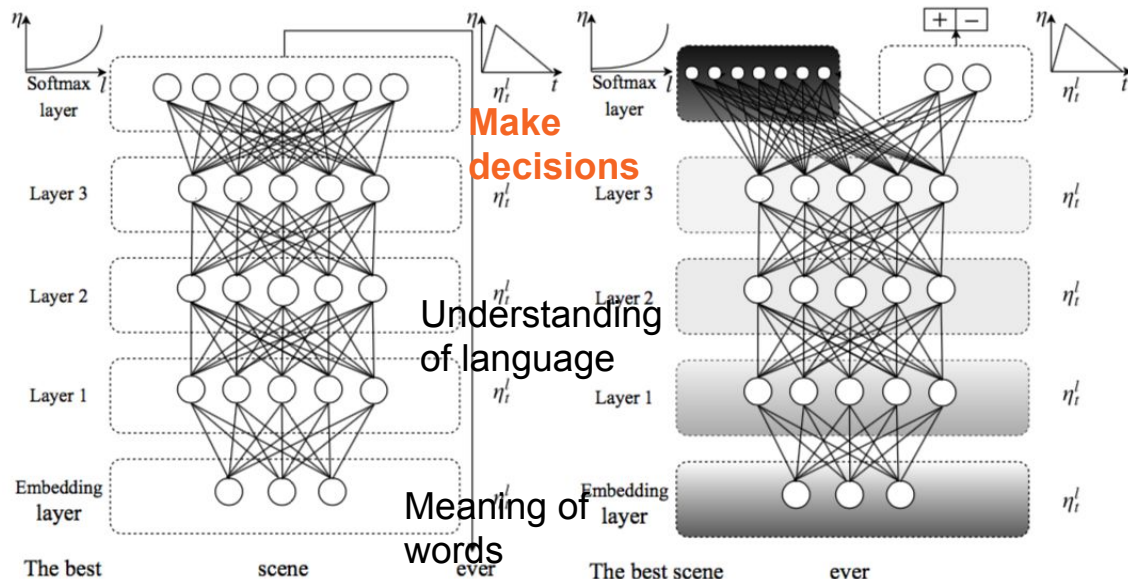 η
l
η
t
η
l
+ −
η
t
Softmax
layer
η_t^l
Softmax
layer
η_t^l
Make
decisions
Layer 3
η_t^l
Layer 3
η_t^l
Layer 2
Layer 2
η_t^l
Understanding
of language
Layer 1
η_t^l
Layer 1
η_t^l
Embedding
layer
η_t^l
Embedding
layer
η_t^l
Meaning of
words
The best scene ever
The best scene ever